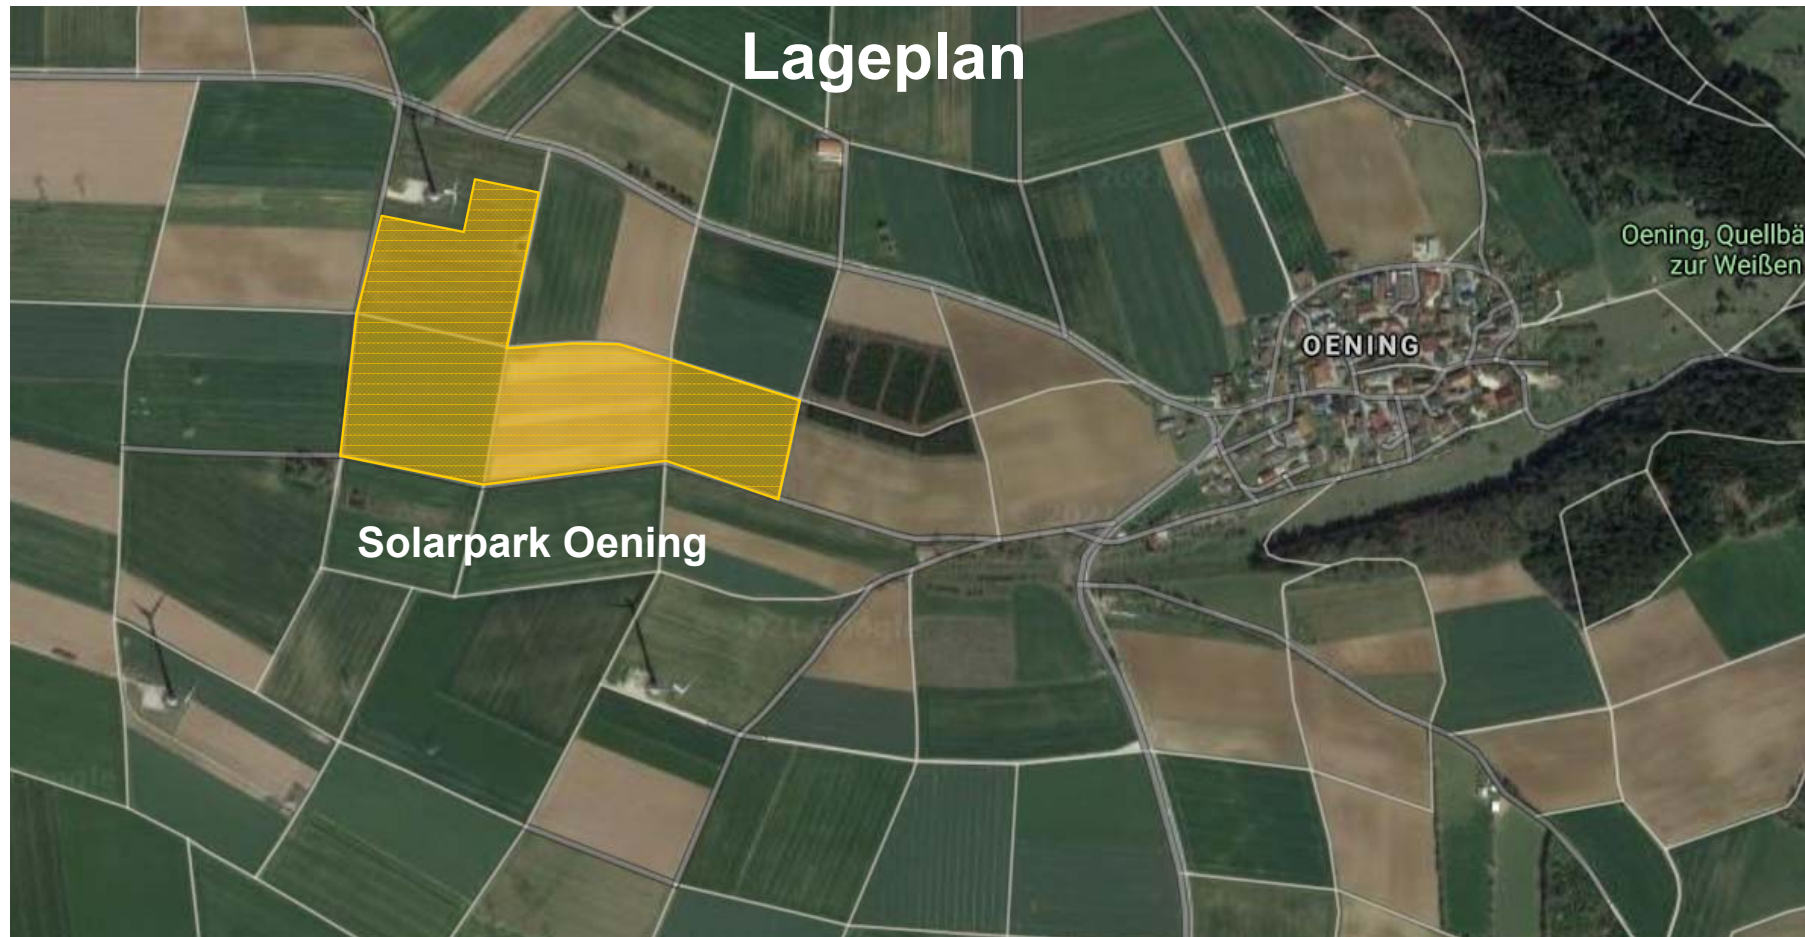 Lageplan
Oening, Quellbä
zur Weißen
OENING
Solarpark Oening